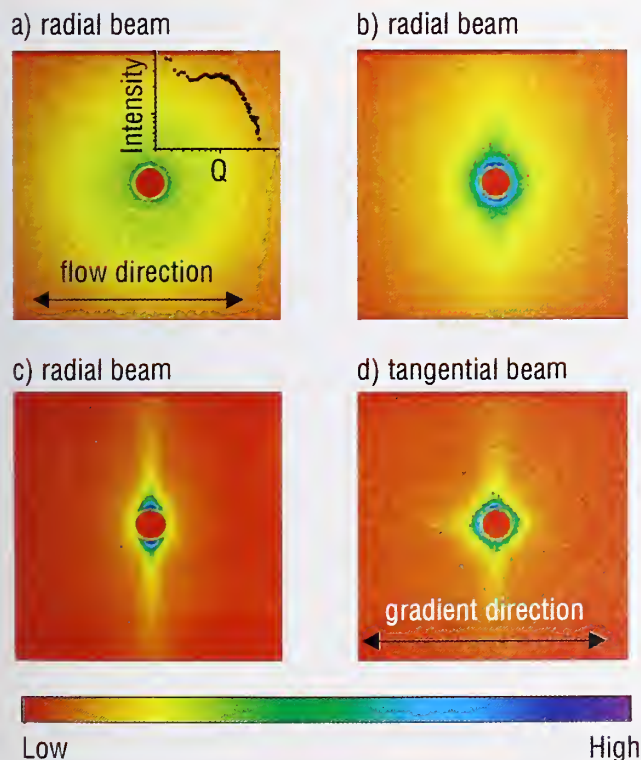 a) radial beam
b) radial beam
Intensity
Q
flow direction
c) radial beam
d) tangential beam
gradient direction
Low
High